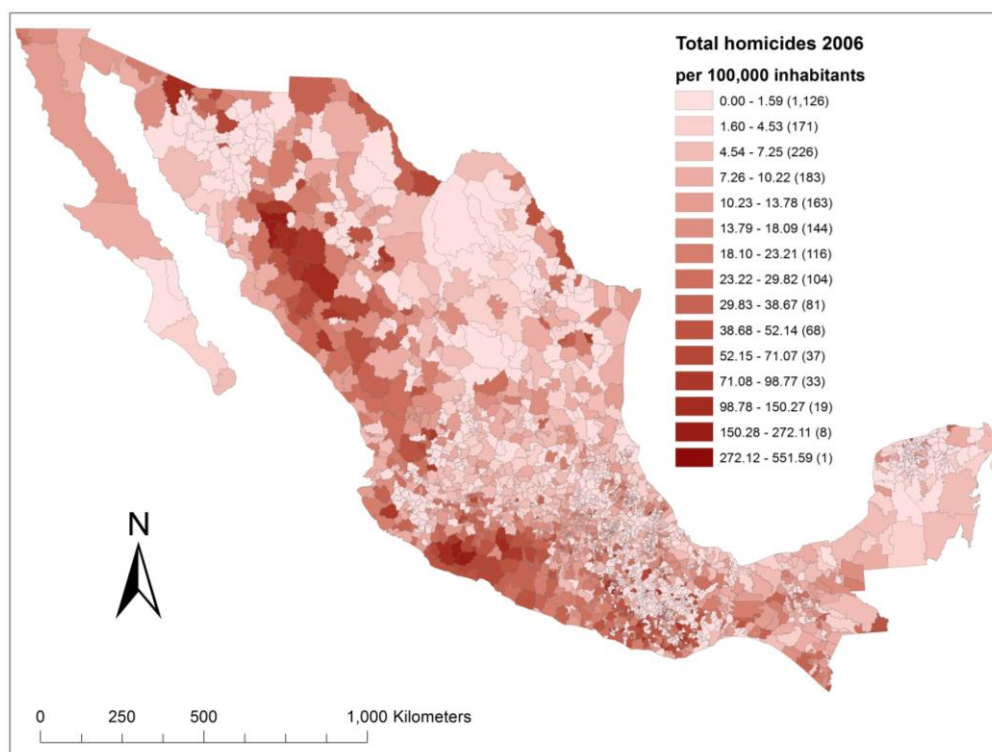 Total homicides 2006
per 100,000 inhabitants
0.00 - 1.59 (1,126)
1.60 - 4.53 (171)
4.54 - 7.25 (226)
7.26 - 10.22 (183)
10.23 - 13.78 (163)
13.79 - 18.09 (144)
18.10 - 23.21 (116)
23.22 - 29.82 (104)
29.83 - 38.67 (81)
38.68 - 52.14 (68)
52.15 - 71.07 (37)
71.08 - 98.77 (33)
98.78 - 150.27 (19)
150.28 - 272.11 (8)
272.12 - 551.59 (1)
N
0 250 500 1,000 Kilometers